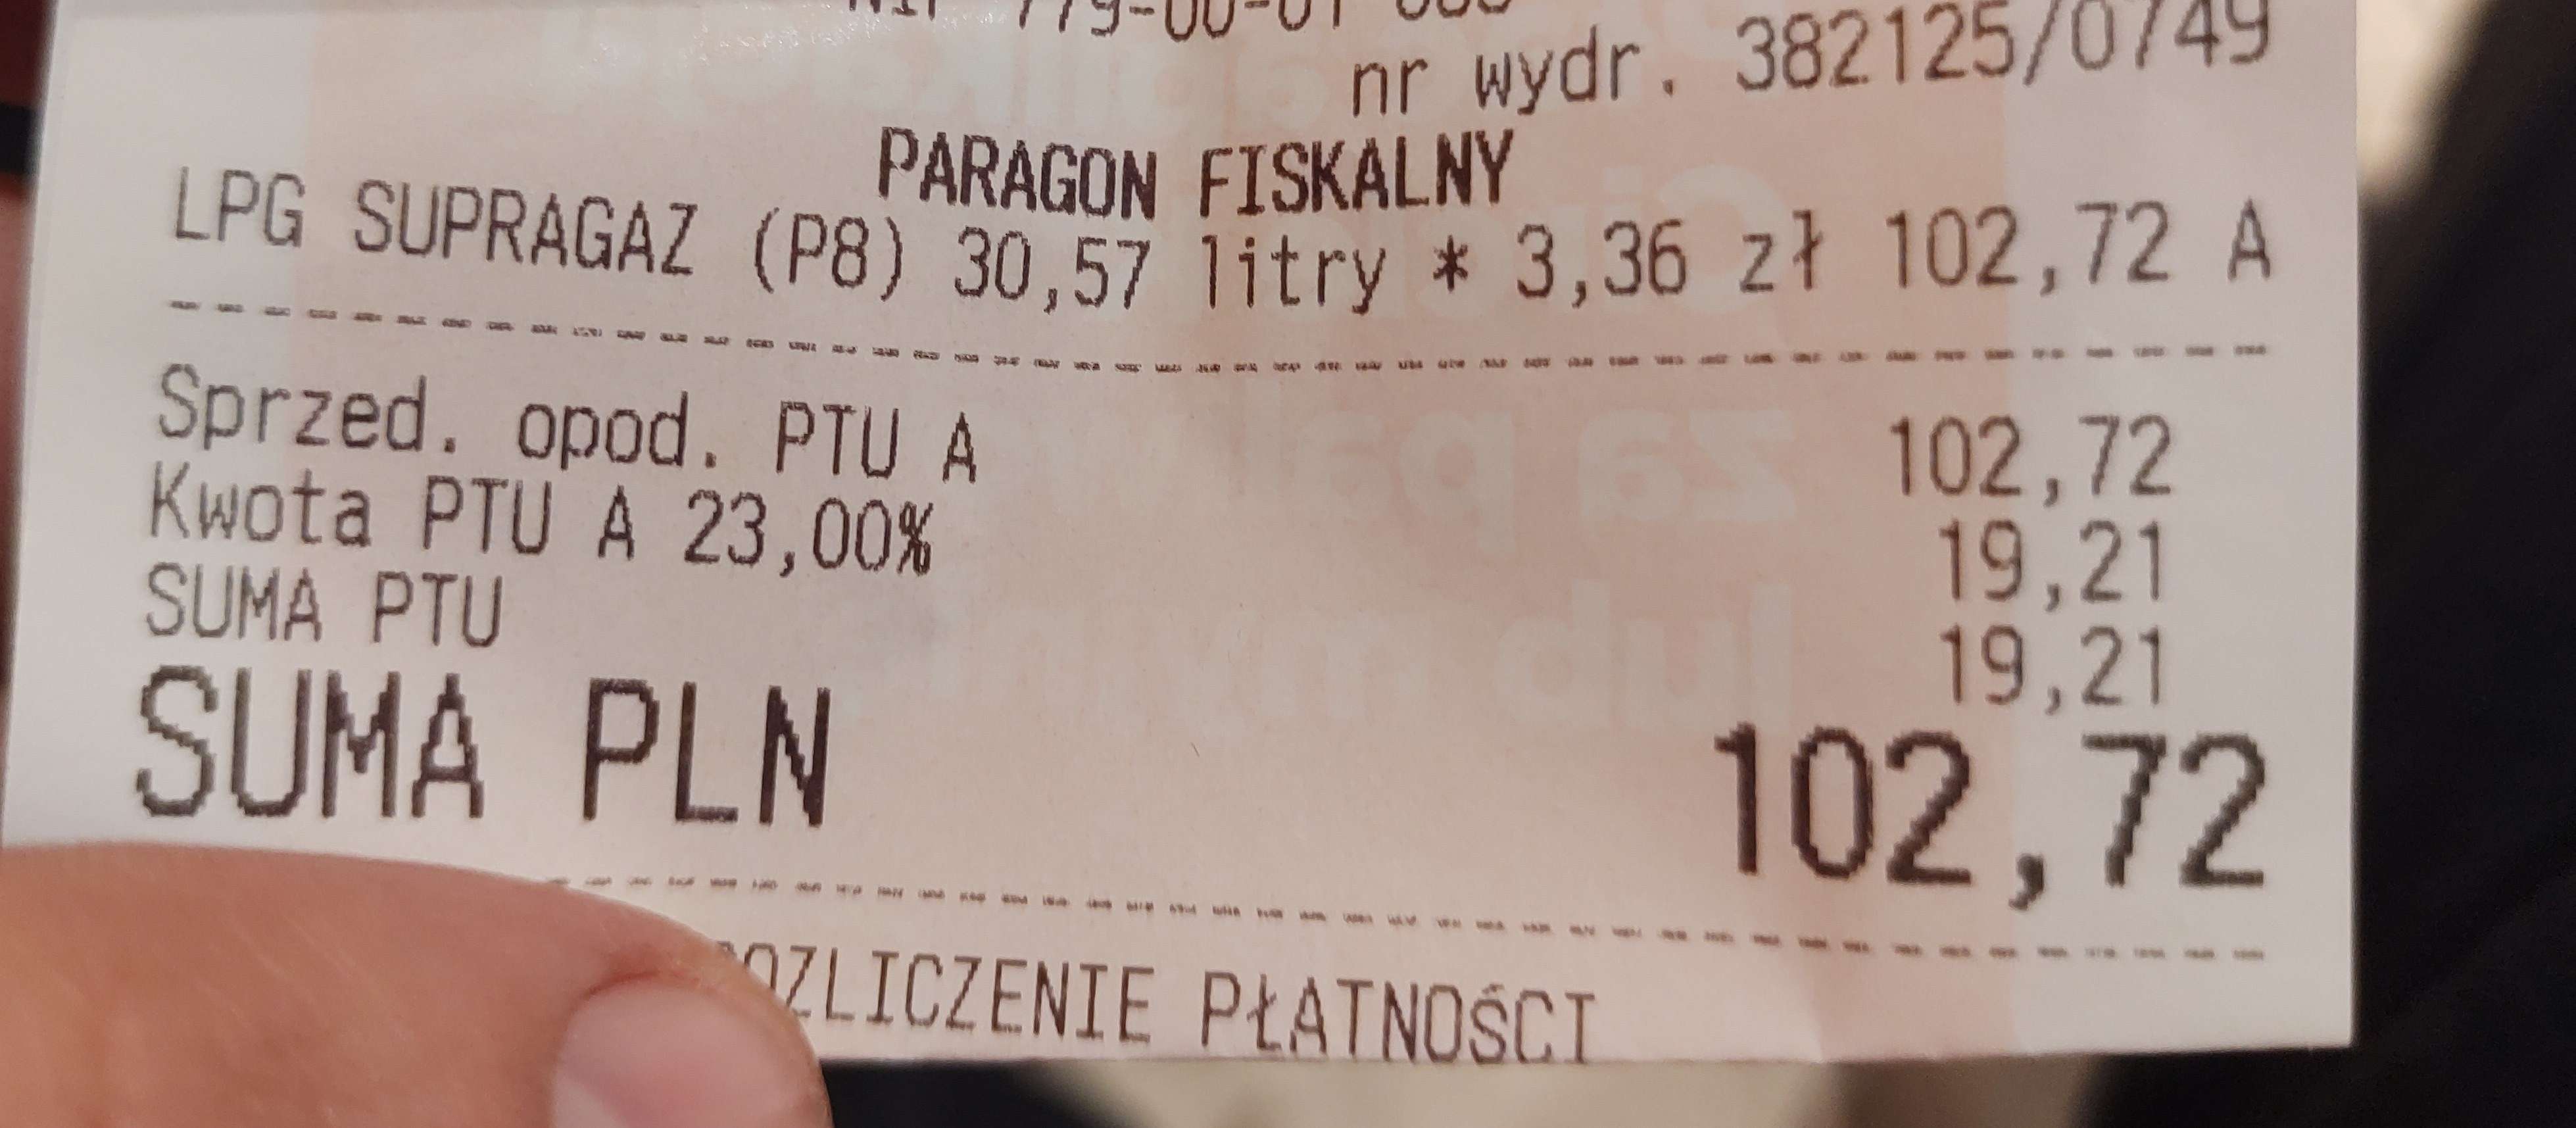 nr wydr. 382125/0749
PARAGON FISKALNY
LPG SUPRAGAZ (P8) 30,57 litry * 3,36 zł 102,72 A
Sprzed. opod. PTU A 102,72
Kwota PTU A 23,00% 19,21
SUMA PTU 19,21
SUMA PLN 102,72
PŁATNOŚCI